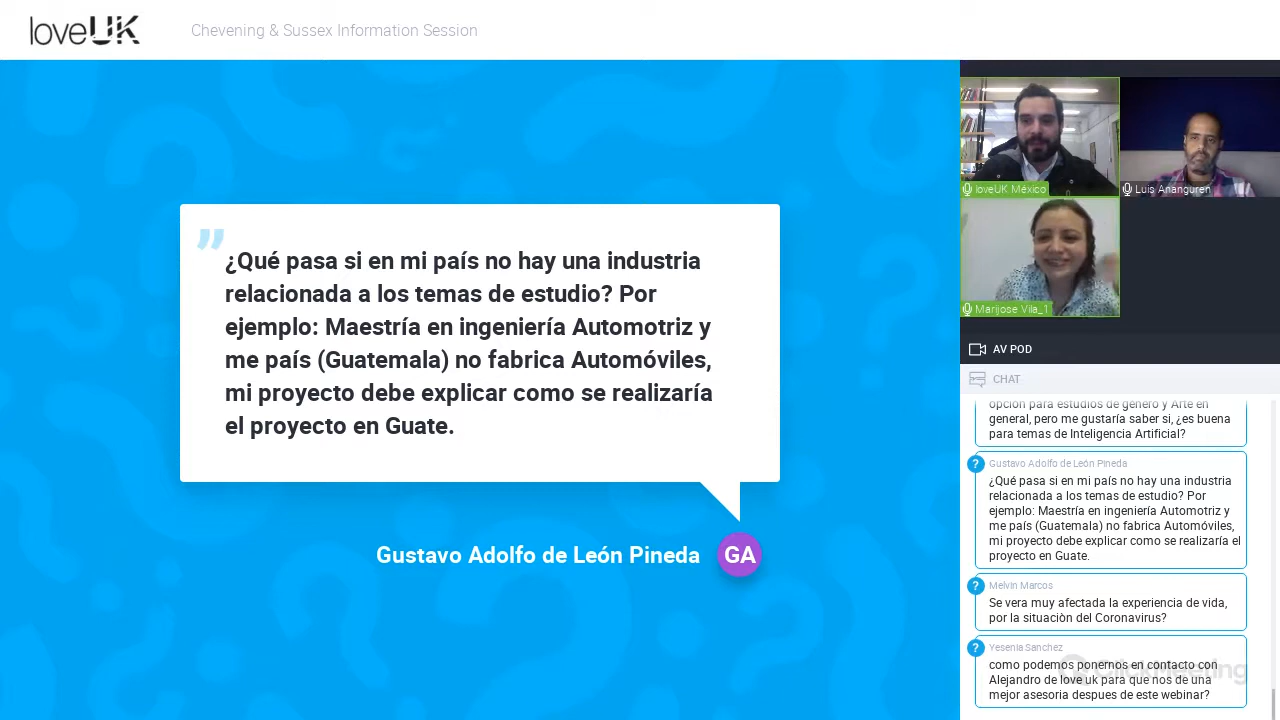 loveUK
Chevening & Sussex Information Session
¿Qué pasa si en mi país no hay una industria
relacionada a los temas de estudio? Por
ejemplo: Maestría en ingeniería Automotriz y
me país (Guatemala) no fabrica Automóviles,
mi proyecto debe explicar como se realizaría
el proyecto en Guate.
Gustavo Adolfo de León Pineda
GA
loveUK México
Luis Ananguren
Marijose Vila_1
AV POD
CHAT
opción para estudios de género y Arte en
general, pero me gustaría saber si, ¿es buena
para temas de Inteligencia Artificial?
Gustavo Adolfo de León Pineda
¿Qué pasa si en mi país no hay una industria
relacionada a los temas de estudio? Por
ejemplo: Maestría en ingeniería Automotriz y
me país (Guatemala) no fabrica Automóviles,
mi proyecto debe explicar como se realizaría el
proyecto en Guate.
Melvin Marcos
Se vera muy afectada la experiencia de vida,
por la situaciòn del Coronavirus?
Yesenia Sanchez
como podemos ponernos en contacto con
Alejandro de love uk para que nos de una
mejor asesoria despues de este webinar?
ClickMeeting